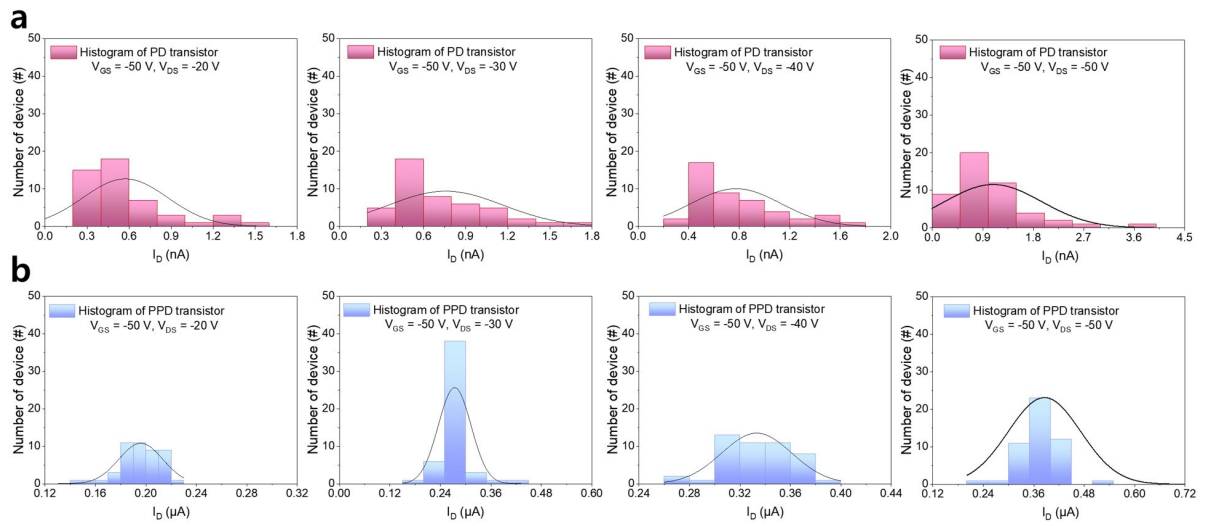 a
Histogram of PD transistor
V_GS = -50 V, V_DS = -20 V
Number of device (#)
50
40
30
20
10
0
0.0 0.3 0.6 0.9 1.2 1.5 1.8
I_D (nA)
Histogram of PD transistor
V_GS = -50 V, V_DS = -30 V
Number of device (#)
50
40
30
20
10
0
0.0 0.3 0.6 0.9 1.2 1.5 1.8
I_D (nA)
Histogram of PD transistor
V_GS = -50 V, V_DS = -40 V
Number of device (#)
50
40
30
20
10
0
0.0 0.4 0.8 1.2 1.6 2.0
I_D (nA)
Histogram of PD transistor
V_GS = -50 V, V_DS = -50 V
Number of device (#)
50
40
30
20
10
0
0.0 0.9 1.8 2.7 3.6 4.5
I_D (nA)
b
Histogram of PPD transistor
V_GS = -50 V, V_DS = -20 V
Number of device (#)
50
40
30
20
10
0
0.12 0.16 0.20 0.24 0.28 0.32
I_D (µA)
Histogram of PPD transistor
V_GS = -50 V, V_DS = -30 V
Number of device (#)
50
40
30
20
10
0
0.00 0.24 0.36 0.48 0.60
I_D (µA)
Histogram of PPD transistor
V_GS = -50 V, V_DS = -40 V
Number of device (#)
50
40
30
20
10
0
0.24 0.28 0.32 0.36 0.40 0.44
I_D (µA)
Histogram of PPD transistor
V_GS = -50 V, V_DS = -50 V
Number of device (#)
50
40
30
20
10
0
0.12 0.24 0.36 0.48 0.60 0.72
I_D (µA)